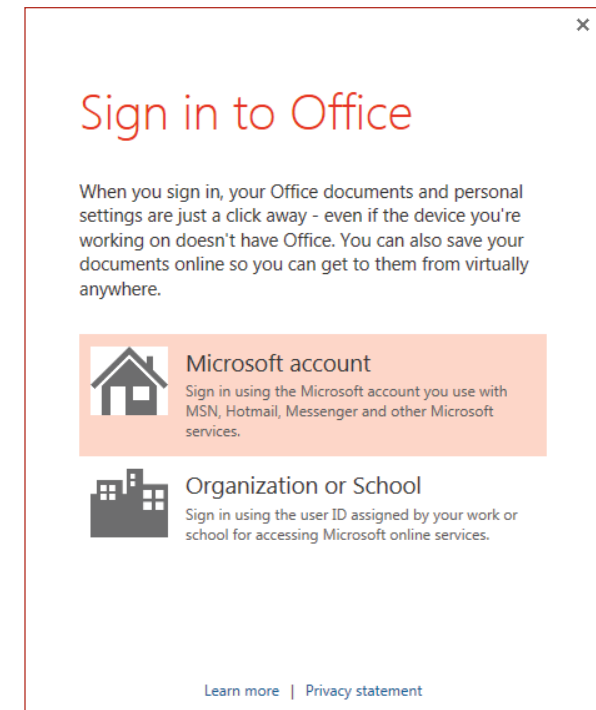 Sign in to Office
When you sign in, your Office documents and personal
settings are just a click away - even if the device you're
working on doesn't have Office. You can also save your
documents online so you can get to them from virtually
anywhere.
Microsoft account
Sign in using the Microsoft account you use with
MSN, Hotmail, Messenger and other Microsoft
services.
Organization or School
Sign in using the user ID assigned by your work or
school for accessing Microsoft online services.
Learn more | Privacy statement